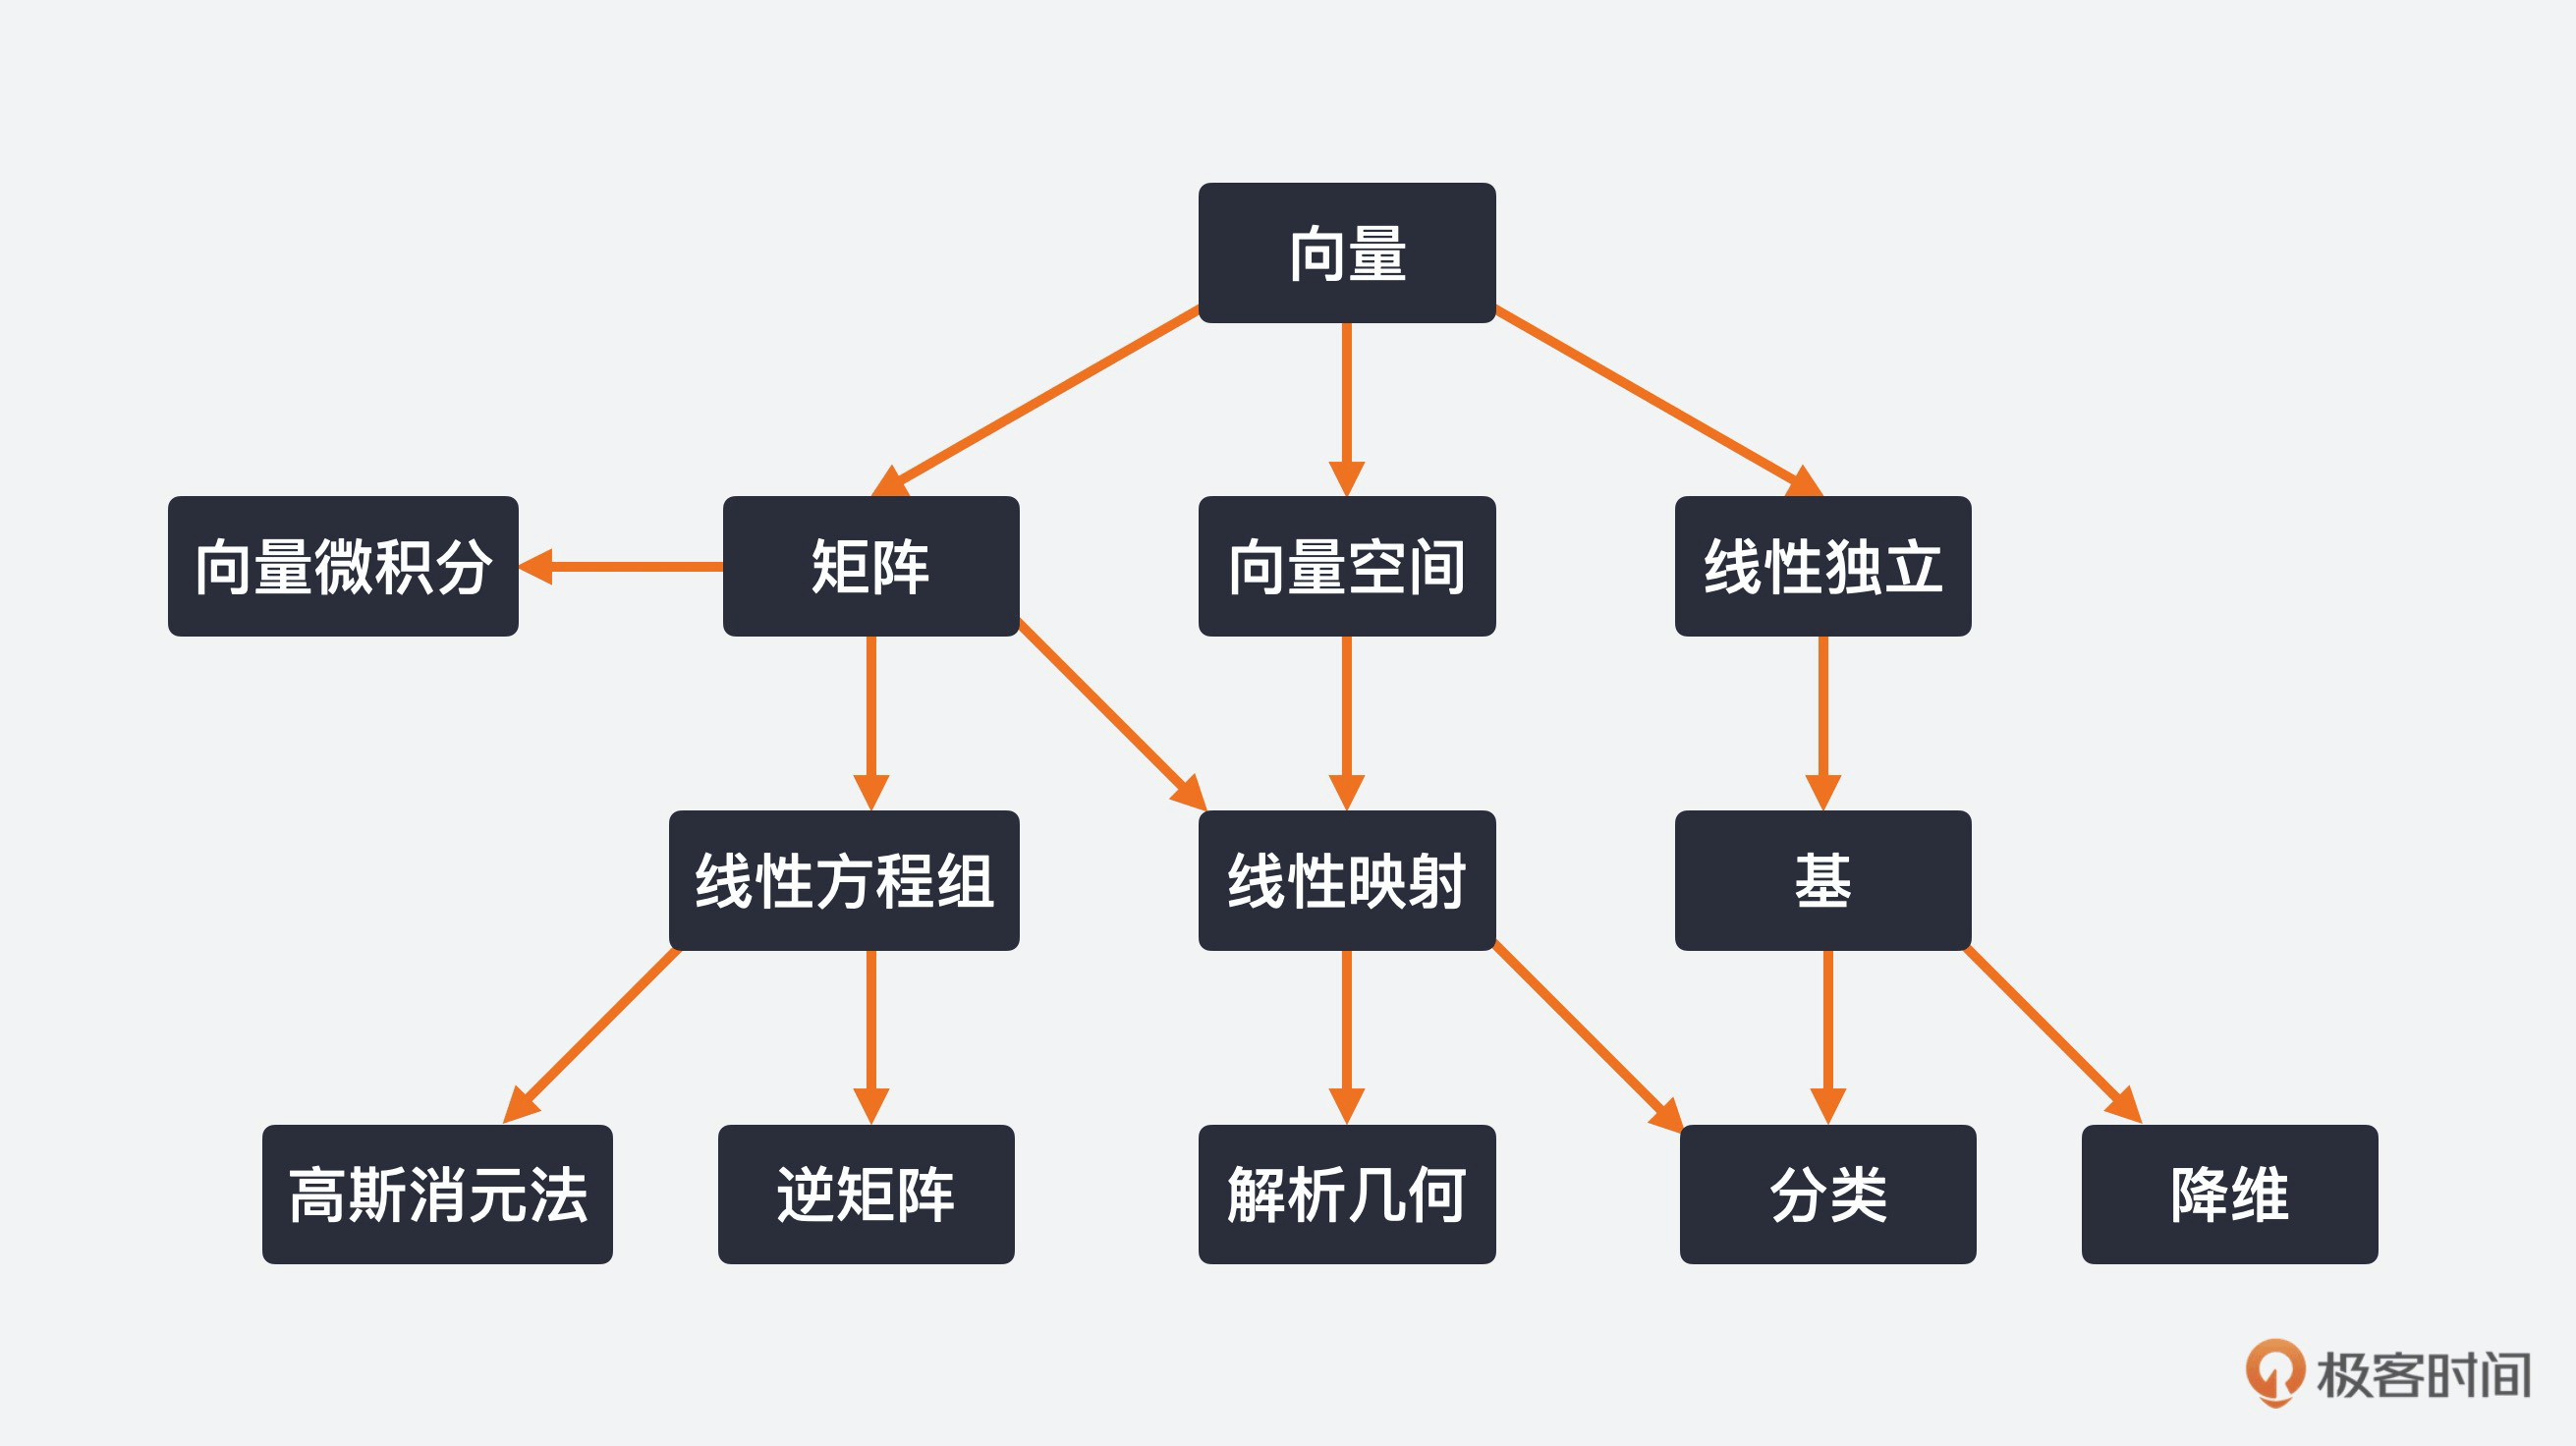 向量
向量微积分
矩阵
向量空间
线性独立
线性方程组
线性映射
基
高斯消元法
逆矩阵
解析几何
分类
降维
极客时间